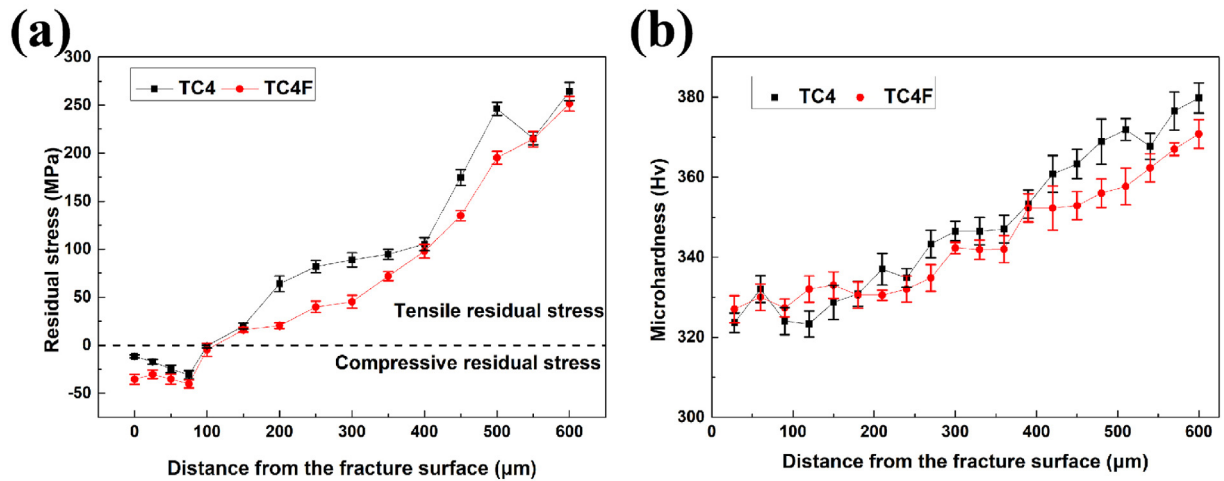 (a)
300
250
200
150
100
50
0
-50
Residual stress (MPa)
TC4 TC4F
Tensile residual stress
Compressive residual stress
0 100 200 300 400 500 600
Distance from the fracture surface (μm)
(b)
380
360
340
320
300
Microhardness (Hv)
TC4 TC4F
0 100 200 300 400 500 600
Distance from the fracture surface (μm)